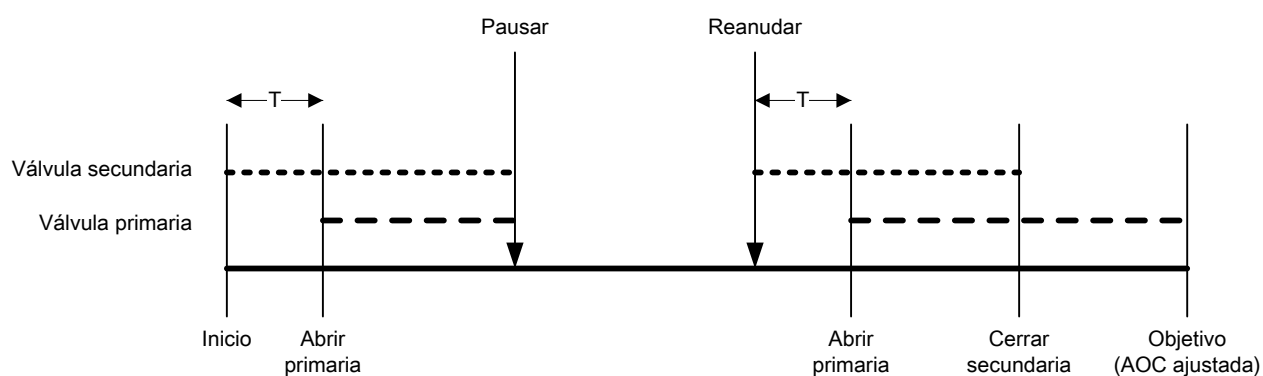 Pausar
Reanudar
T
T
Válvula secundaria
Válvula primaria
Inicio
Abrir
primaria
Abrir
primaria
Cerrar
secundaria
Objetivo
(AOC ajustada)